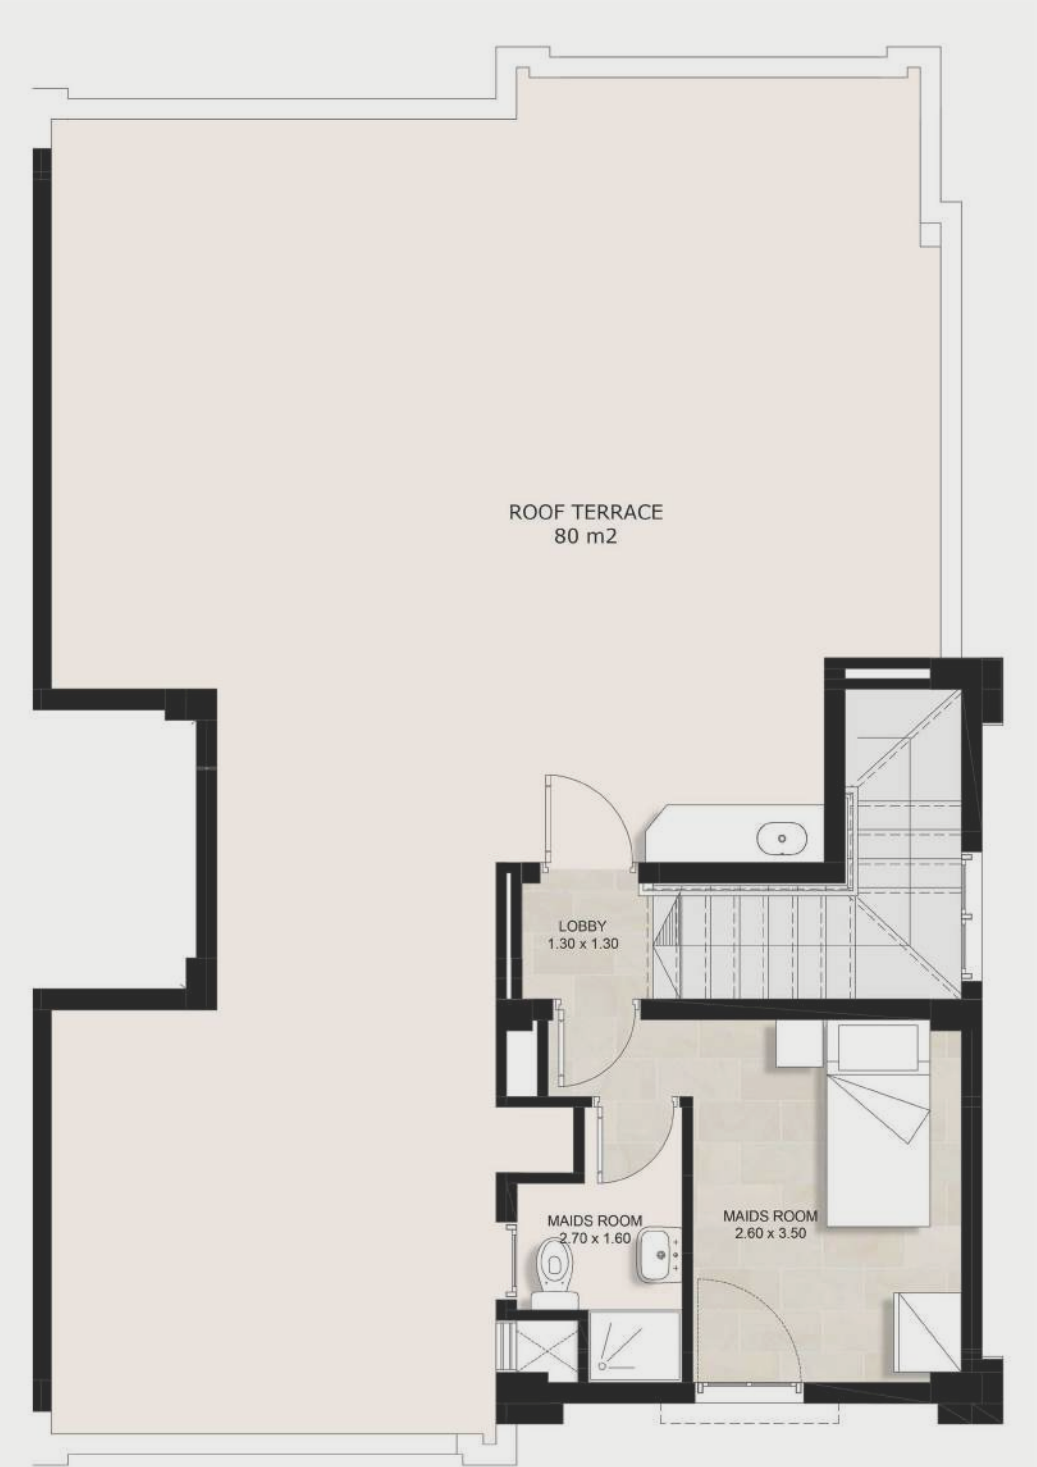 ROOF TERRACE
80 m2
LOBBY
1.30 x 1.30
MAIDS ROOM
2.70 x 1.60
MAIDS ROOM
2.60 x 3.50